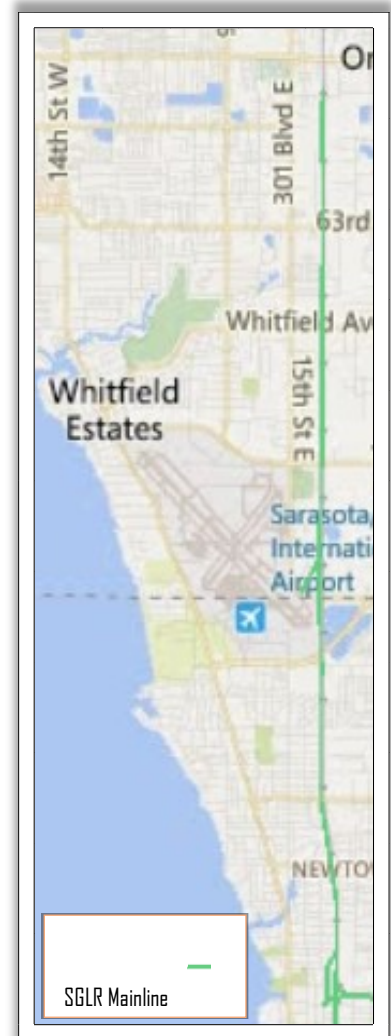 Or
14th St W
301 Blvd E
63rd
Whitfield Av
Whitfield
Estates
15th St E
Sarasota,
Internati
Airport
NEWTO
SGLR Mainline